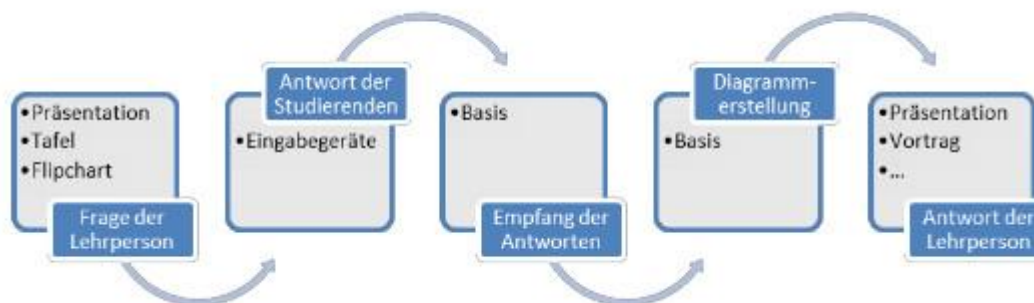 •Präsentation
•Tafel
•Flipchart
Frage der
Lehrperson
Antwort der
Studierenden
•Eingabegeräte
•Basis
Empfang der
Antworten
Diagramm-
erstellung
•Basis
•Präsentation
•Vortrag
•...
Antwort der
Lehrperson